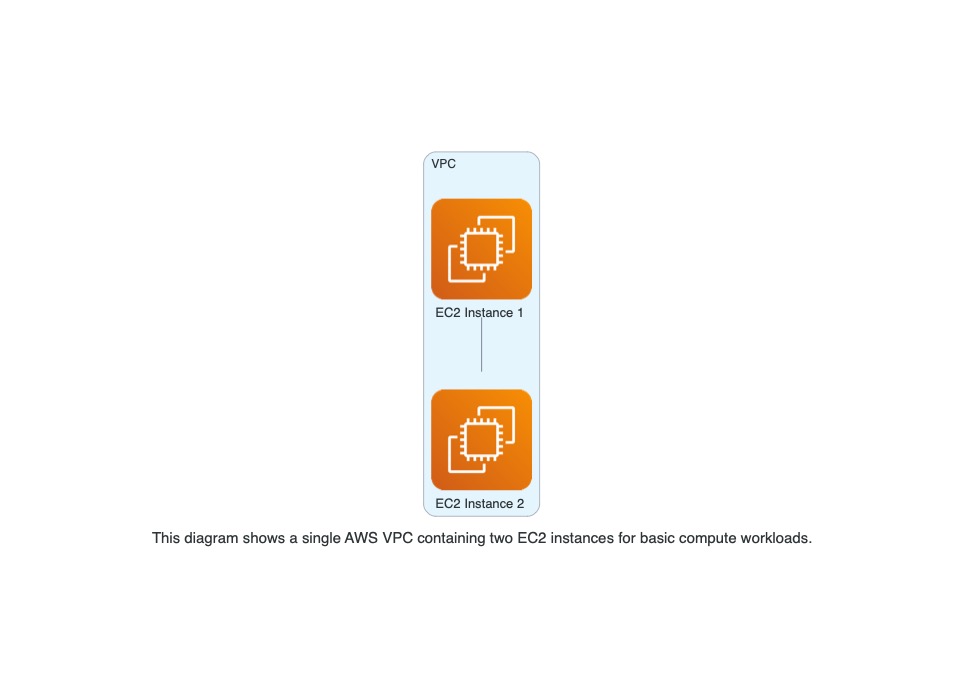 VPC
EC2 Instance 1
EC2 Instance 2
This diagram shows a single AWS VPC containing two EC2 instances for basic compute workloads.